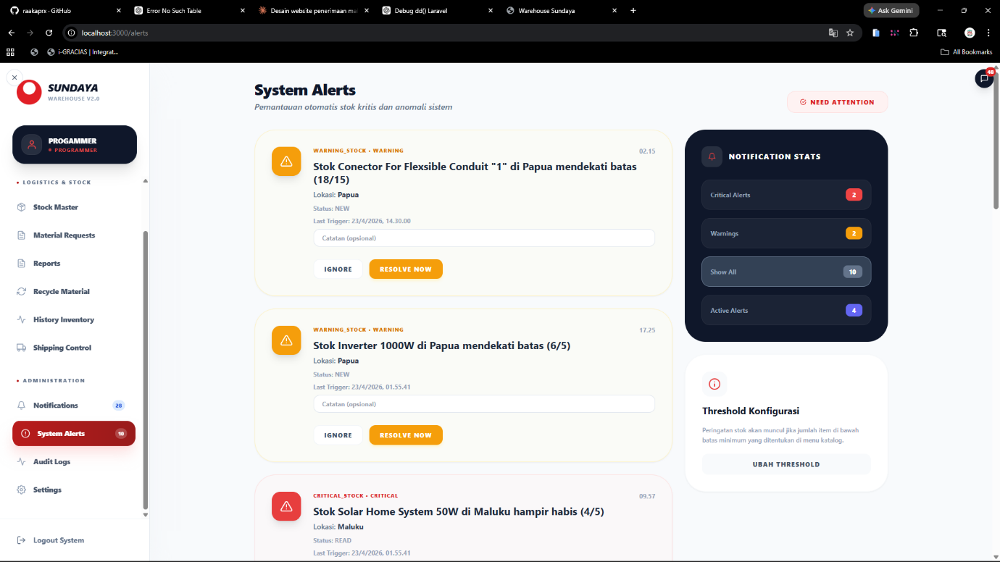 raakaprx · GitHub
Error No Such Table
Desain website penerimaan ma
Debug dd() Laravel
Warehouse Sundaya
Ask Gemini
localhost:3000/alerts
i-GRACIAS | Integrat...
All Bookmarks
SUNDAYA
WAREHOUSE V2.0
PROGAMMER
PROGRAMMER
LOGISTICS & STOCK
Stock Master
Material Requests
Reports
Recycle Material
History Inventory
Shipping Control
ADMINISTRATION
Notifications 28
System Alerts 10
Audit Logs
Settings
Logout System
System Alerts
Pemantauan otomatis stok kritis dan anomali sistem
NEED ATTENTION
48
WARNING_STOCK • WARNING
02.15
Stok Conector For Flexsible Conduit "1" di Papua mendekati batas
(18/15)
Lokasi: Papua
Status: NEW
Last Trigger: 23/4/2026, 14.30.00
Catatan (opsional)
IGNORE
RESOLVE NOW
WARNING_STOCK • WARNING
17.25
Stok Inverter 1000W di Papua mendekati batas (6/5)
Lokasi: Papua
Status: NEW
Last Trigger: 23/4/2026, 01.55.41
Catatan (opsional)
IGNORE
RESOLVE NOW
CRITICAL_STOCK • CRITICAL
09.57
Stok Solar Home System 50W di Maluku hampir habis (4/5)
Lokasi: Maluku
Status: READ
Last Trigger: 23/4/2026, 01.55.41
NOTIFICATION STATS
Critical Alerts 2
Warnings 2
Show All 10
Active Alerts 4
Threshold Konfigurasi
Peringatan stok akan muncul jika jumlah item di bawah
batas minimum yang ditentukan di menu katalog.
UBAH THRESHOLD